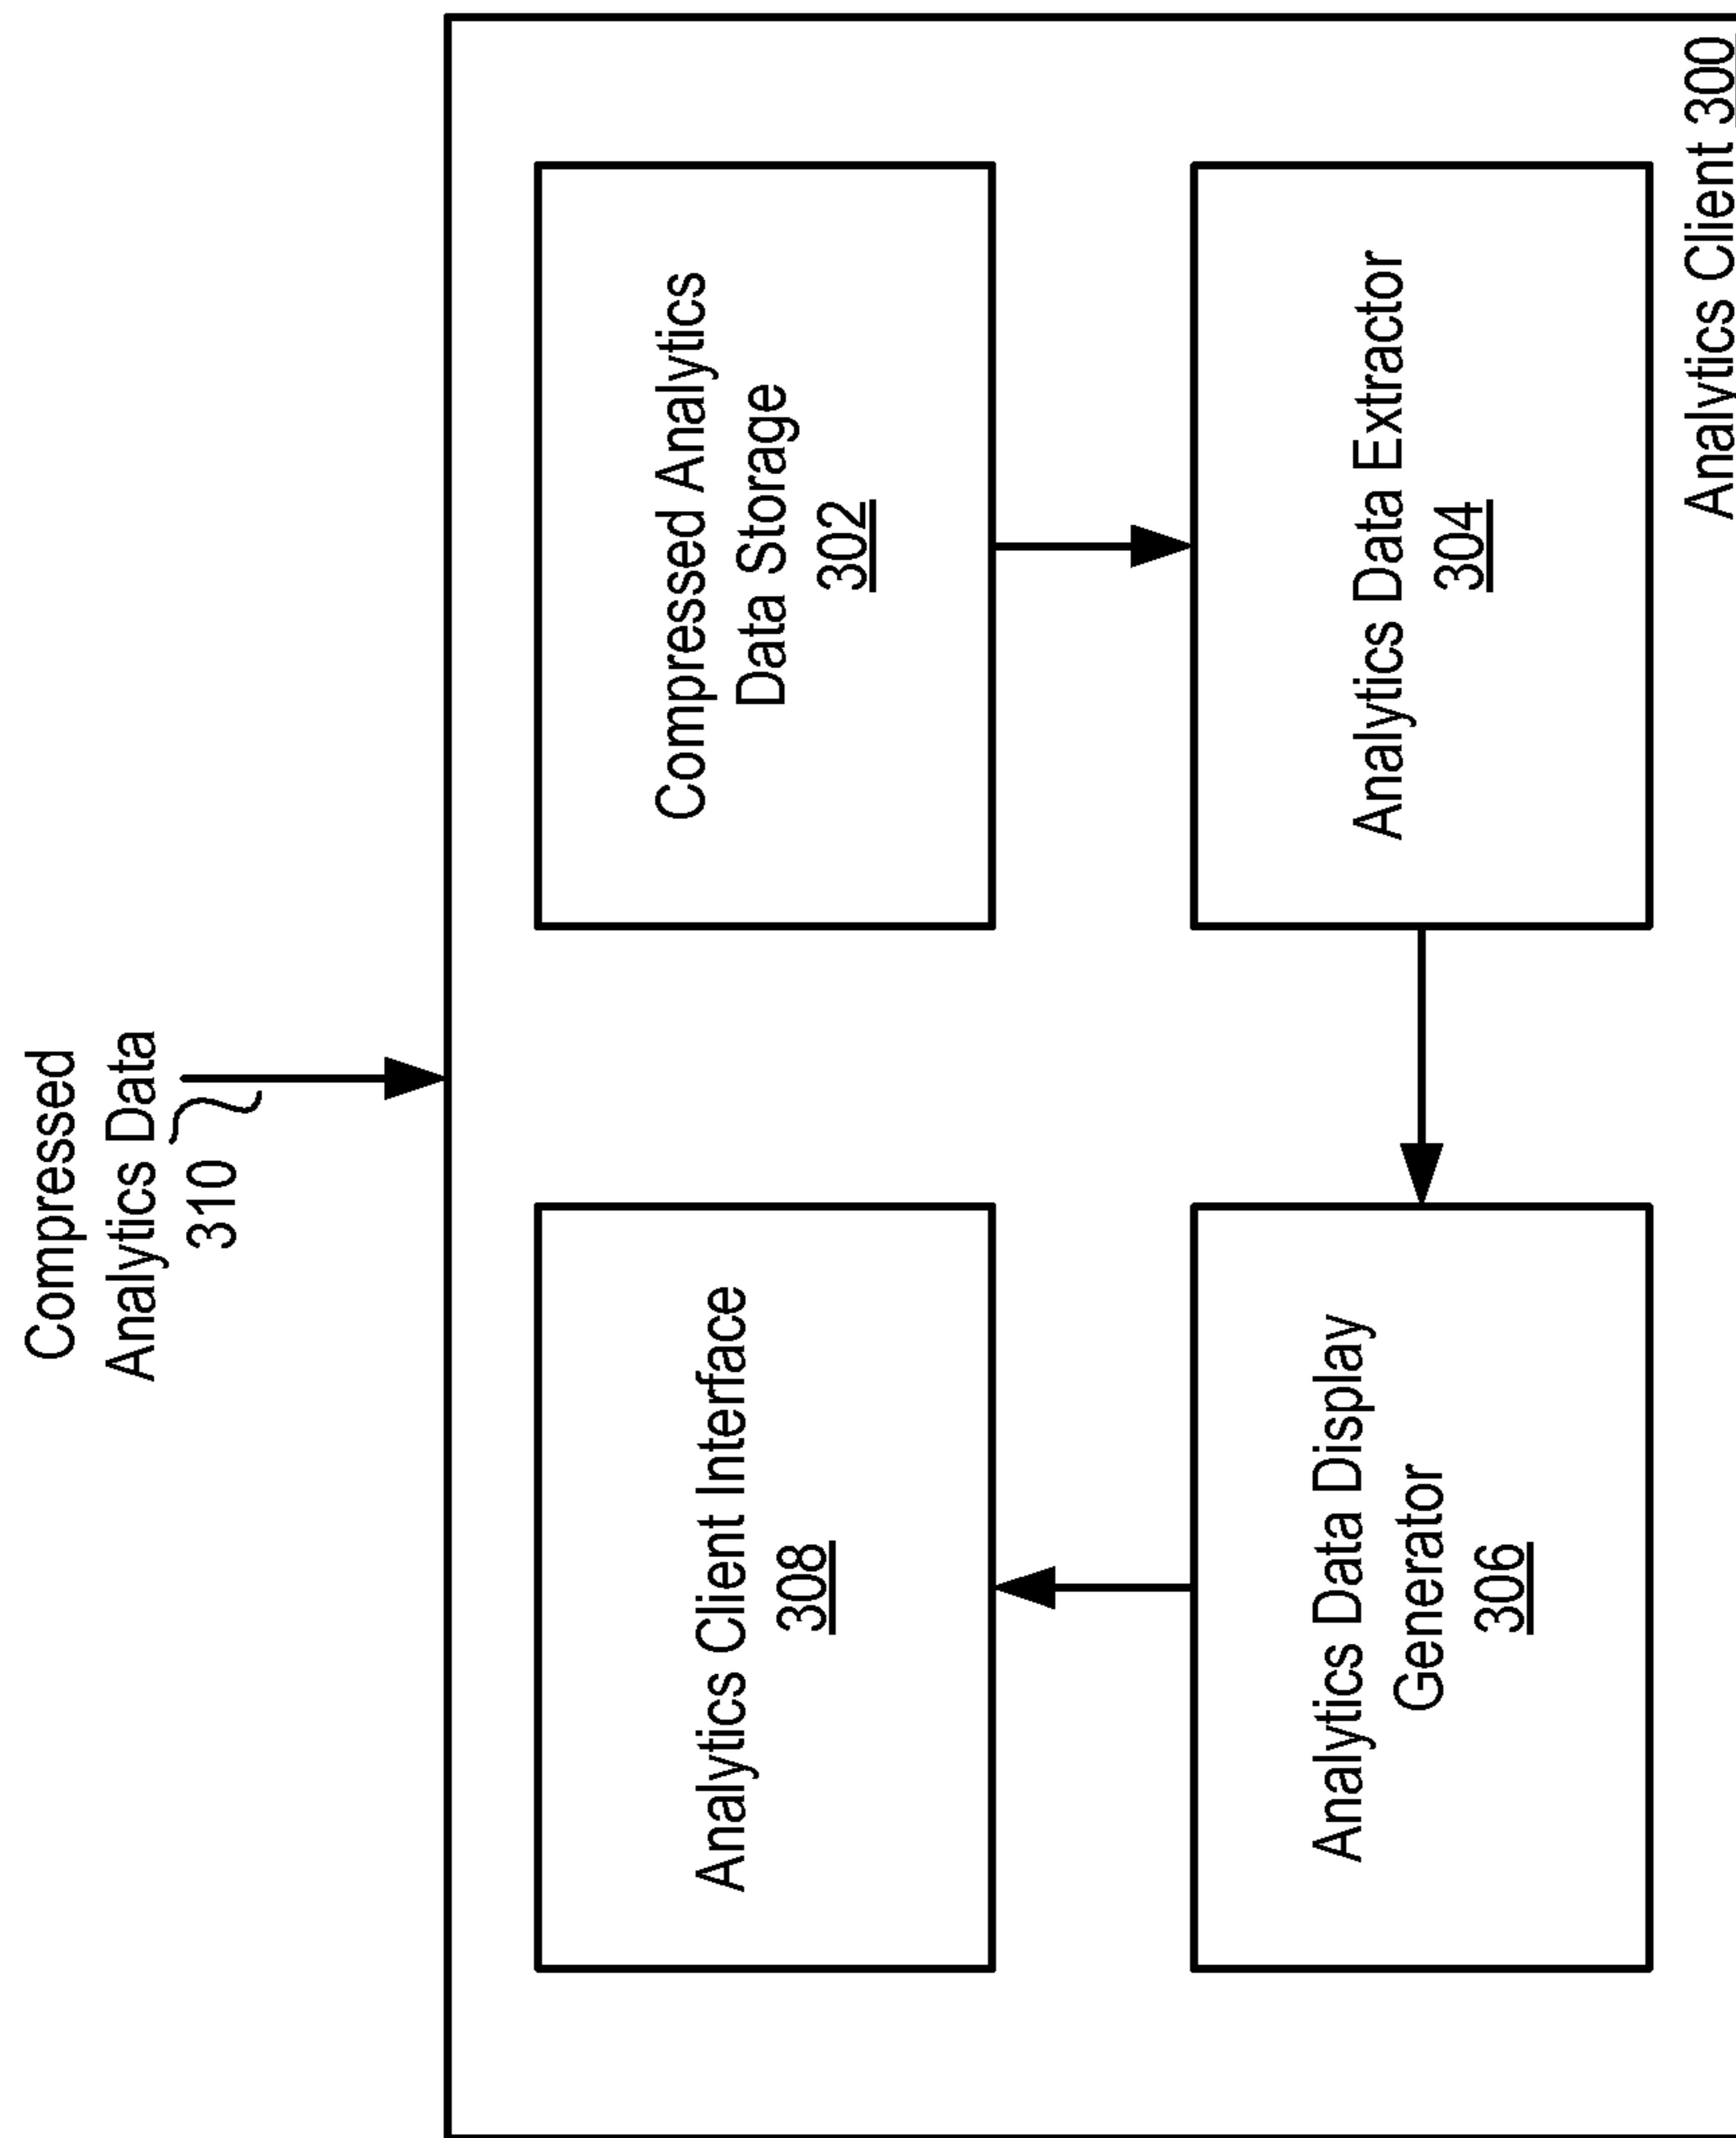 Compressed
Analytics Data
310
Analytics Client Interface
308
Compressed Analytics
Data Storage
302
Analytics Data Display
Generator
306
Analytics Data Extractor
304
Analytics Client 300